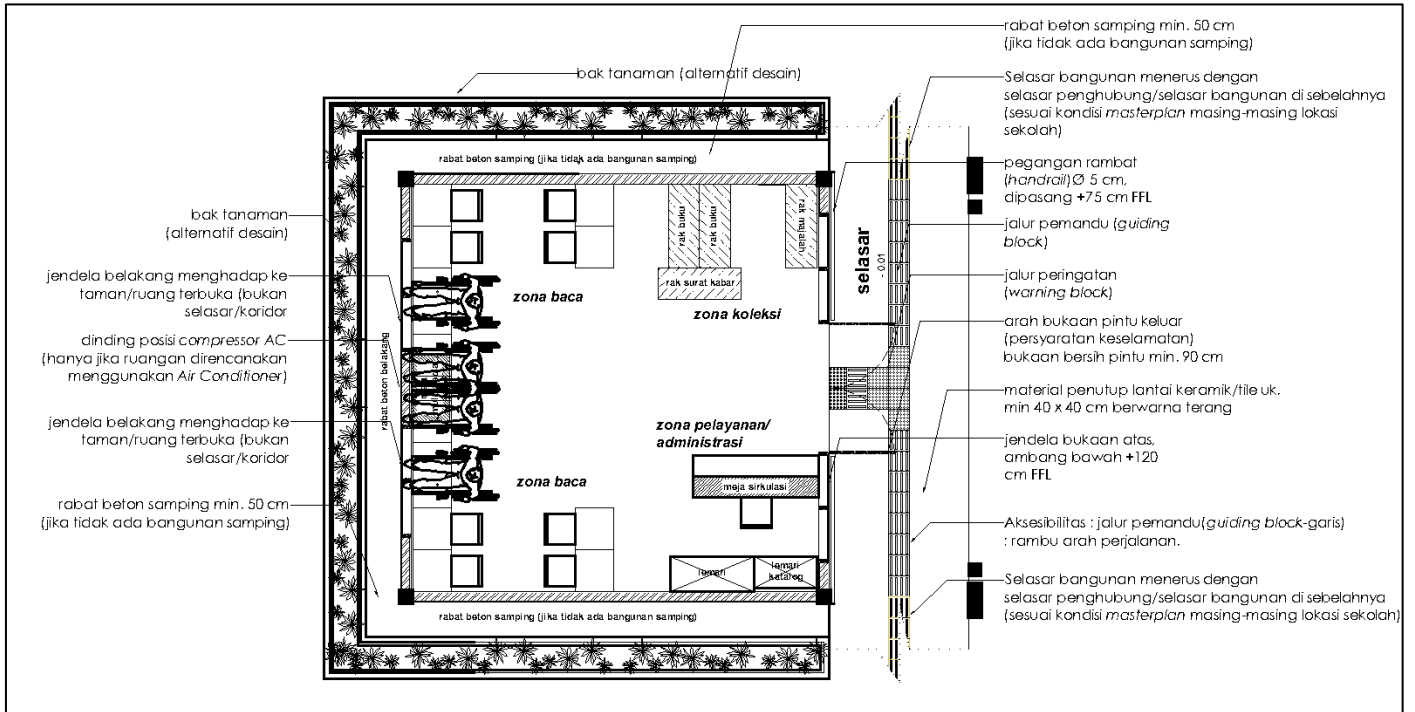 rabat beton samping min. 50 cm
(jika tidak ada bangunan samping)
bak tanaman (alternatif desain)
Selasar bangunan menerus dengan
selasar penghubung/selasar bangunan di sebelahnya
(sesuai kondisi masterplan masing-masing lokasi
sekolah)
rabat beton samping (jika tidak ada bangunan samping)
pegangan rambat
(handrail)Ø 5 cm,
dipasang +75 cm FFL
bak tanaman
(alternatif desain)
rak buku
rak buku
rak majalah
selasar
- 0.01
jalur pemandu (guiding
block)
jendela belakang menghadap ke
taman/ruang terbuka (bukan
selasar/koridor
rak surat kabar
zona baca
zona koleksi
jalur peringatan
(warning block)
dinding posisi compressor AC
(hanya jika ruangan direncanakan
menggunakan Air Conditioner)
rabat beton belakang
arah bukaan pintu keluar
(persyaratan keselamatan)
bukaan bersih pintu min. 90 cm
material penutup lantai keramik/tile uk.
min 40 x 40 cm berwarna terang
jendela belakang menghadap ke
taman/ruang terbuka (bukan
selasar/koridor
zona pelayanan/
administrasi
jendela bukaan atas,
ambang bawah +120
cm FFL
zona baca
meja sirkulasi
rabat beton samping min. 50 cm
(jika tidak ada bangunan samping)
Aksesibilitas : jalur pemandu(guiding block-garis)
: rambu arah perjalanan.
lemari
lemari
katalog
Selasar bangunan menerus dengan
selasar penghubung/selasar bangunan di sebelahnya
(sesuai kondisi masterplan masing-masing lokasi sekolah)
rabat beton samping (jika tidak ada bangunan samping)